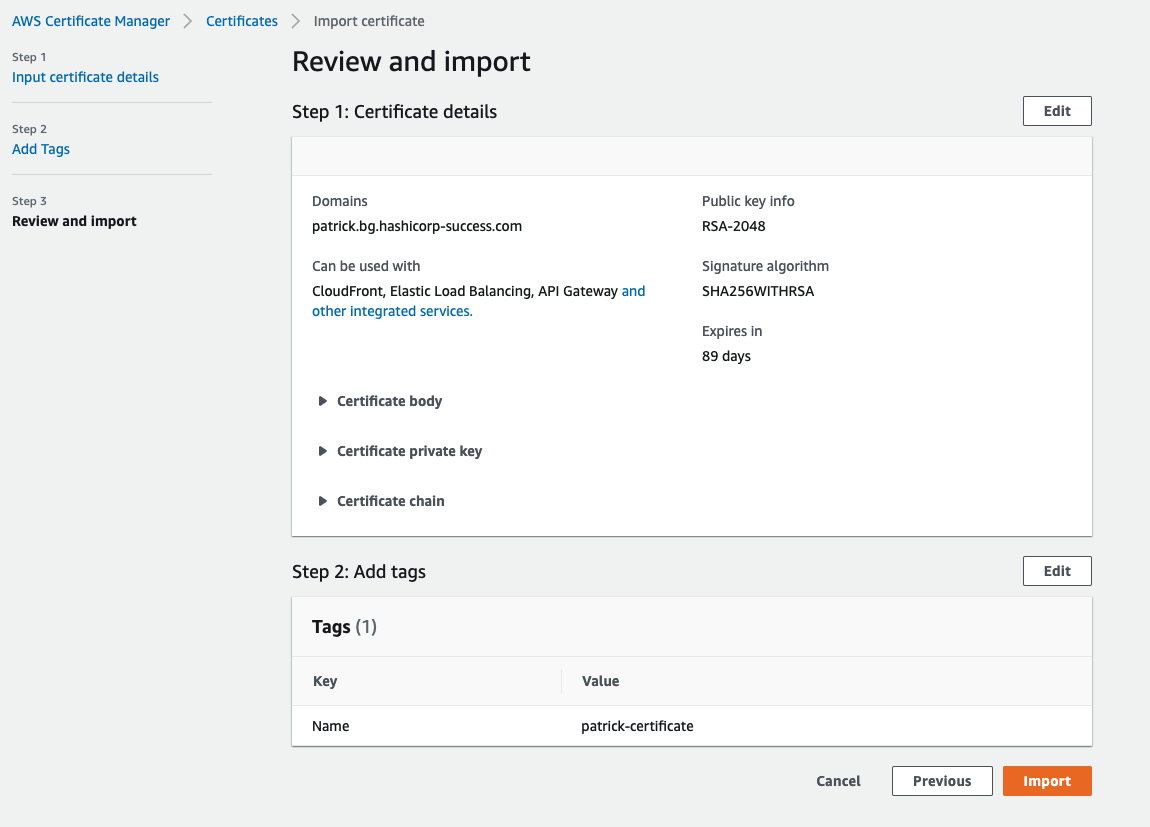 AWS Certificate Manager > Certificates > Import certificate
Step 1
Input certificate details
Step 2
Add Tags
Step 3
Review and import
Review and import
Step 1: Certificate details
Edit
Domains
patrick.bg.hashicorp-success.com
Can be used with
CloudFront, Elastic Load Balancing, API Gateway and
other integrated services.
Public key info
RSA-2048
Signature algorithm
SHA256WITHRSA
Expires in
89 days
Certificate body
Certificate private key
Certificate chain
Step 2: Add tags
Edit
Tags (1)
Key Value
Name patrick-certificate
Cancel Previous Import